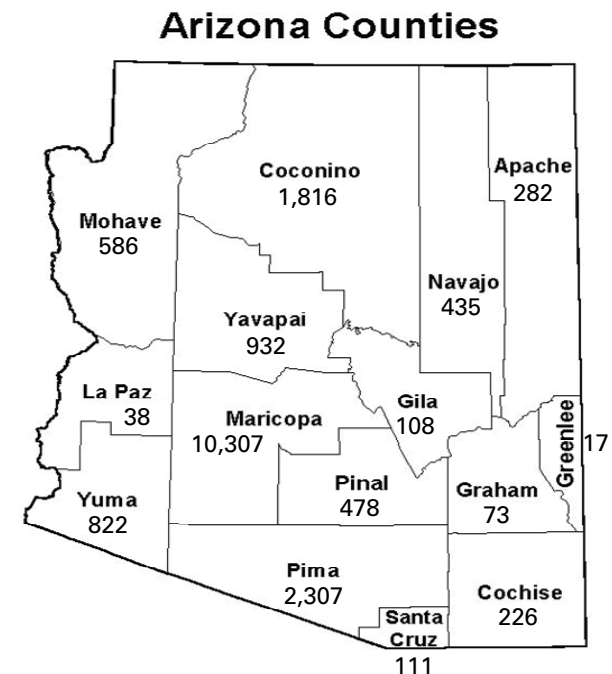 Arizona Counties
Apache
282
Coconino
1,816
Mohave
586
Navajo
435
Yavapai
932
La Paz
38
Gila
108
Maricopa
10,307
Greenlee
17
Pinal
478
Graham
73
Yuma
822
Pima
2,307
Cochise
226
Santa
Cruz
111